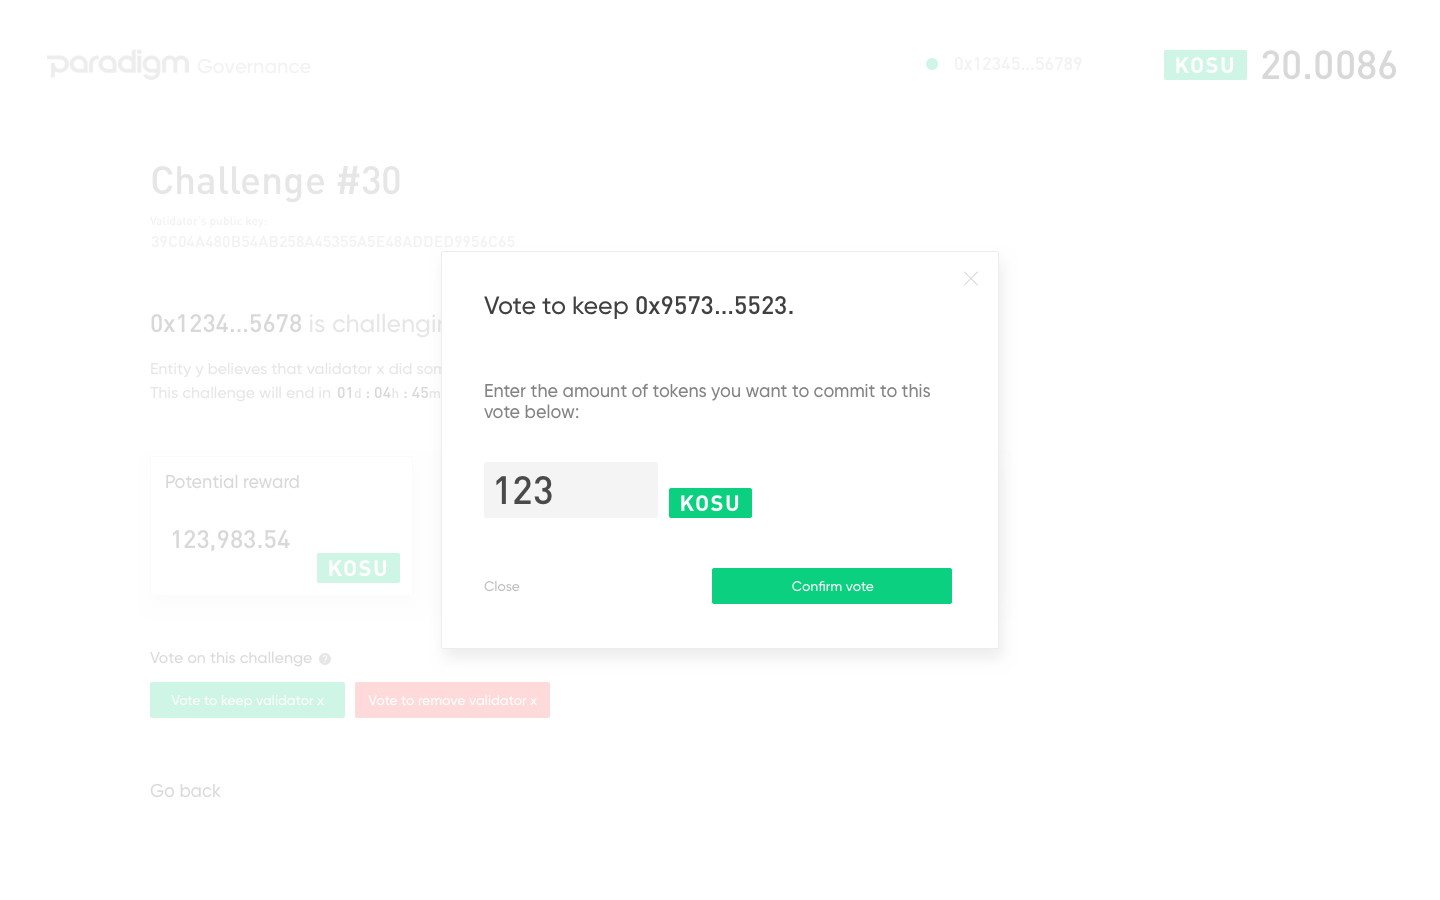 paradigm Governance
0x12345...56789
KOSU 20.0086
Challenge #30
Validator's public key:
39C04A480B54AB258A45355A5E48ADDED9956C65
0x1234...5678 is challengin
Entity y believes that validator x did som
This challenge will end in 01d : 04h : 45m
Potential reward
123,983.54
KOSU
Vote on this challenge ?
Vote to keep validator x
Vote to remove validator x
Go back
Vote to keep 0x9573...5523.
Enter the amount of tokens you want to commit to this
vote below:
123 KOSU
Close
Confirm vote